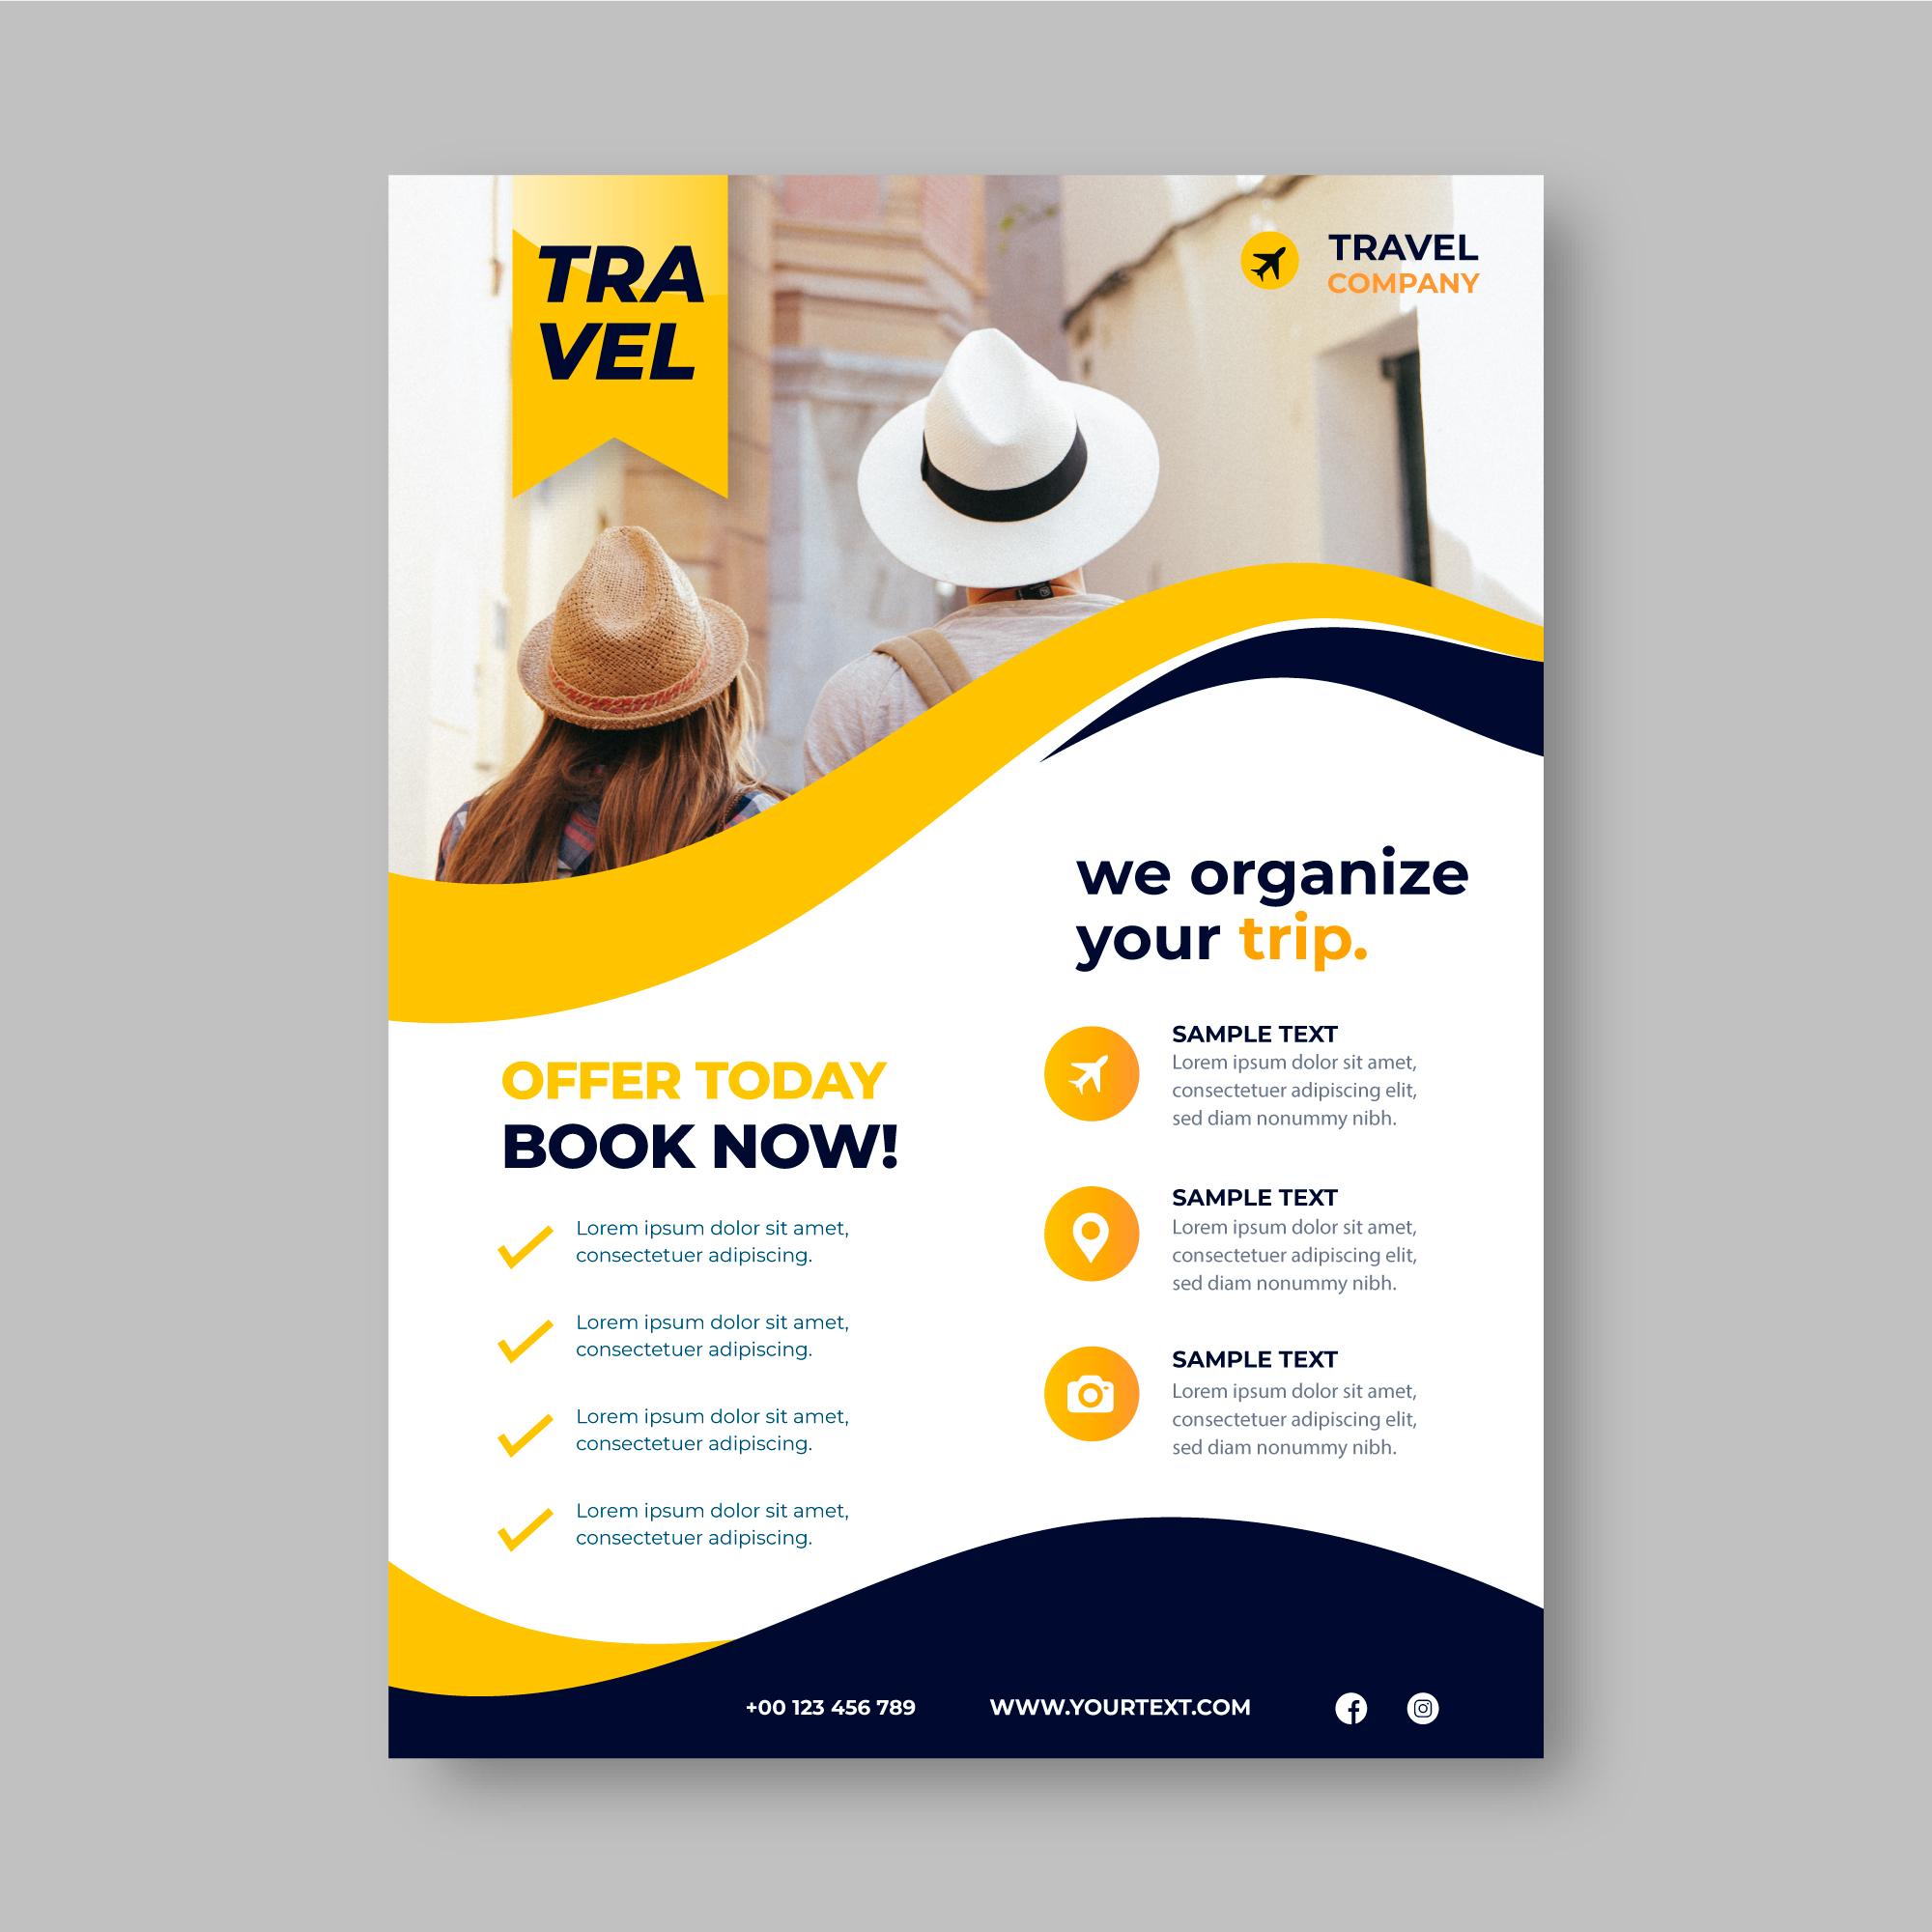 TRA
VEL
TRAVEL
COMPANY
we organize
your trip.
OFFER TODAY
BOOK NOW!
Lorem ipsum dolor sit amet,
consectetuer adipiscing.
Lorem ipsum dolor sit amet,
consectetuer adipiscing.
Lorem ipsum dolor sit amet,
consectetuer adipiscing.
Lorem ipsum dolor sit amet,
consectetuer adipiscing.
SAMPLE TEXT
Lorem ipsum dolor sit amet,
consectetuer adipiscing elit,
sed diam nonummy nibh.
SAMPLE TEXT
Lorem ipsum dolor sit amet,
consectetuer adipiscing elit,
sed diam nonummy nibh.
SAMPLE TEXT
Lorem ipsum dolor sit amet,
consectetuer adipiscing elit,
sed diam nonummy nibh.
+00 123 456 789
WWW.YOURTEXT.COM